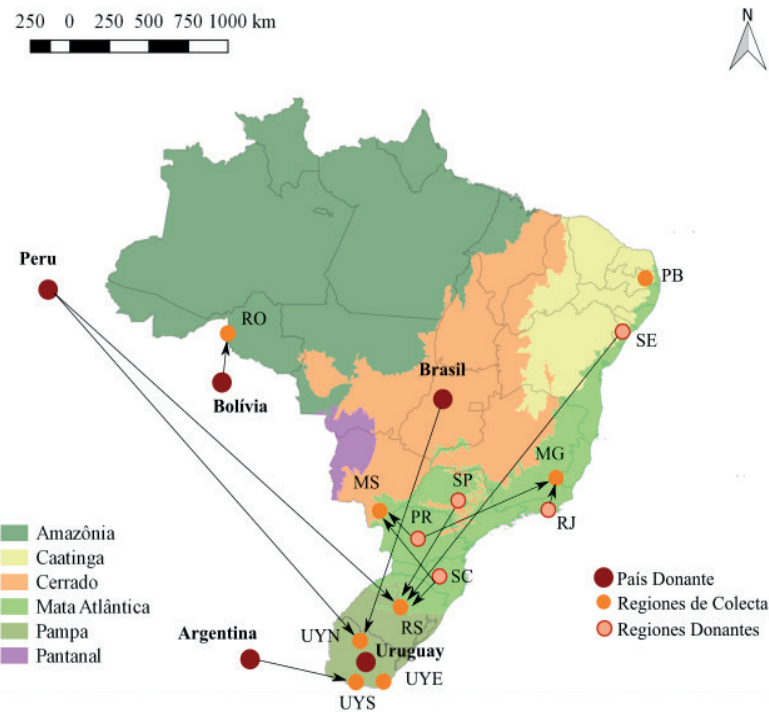 250 0 250 500 750 1000 km
N
Peru
PB
RO
SE
Brasil
Bolívia
MG
MS
SP
PR
RJ
Amazônia
Caatinga
Cerrado
Mata Atlântica
Pampa
Pantanal
SC
País Donante
Regiones de Colecta
Regiones Donantes
RS
Argentina
UYN
Uruguay
UYE
UYS